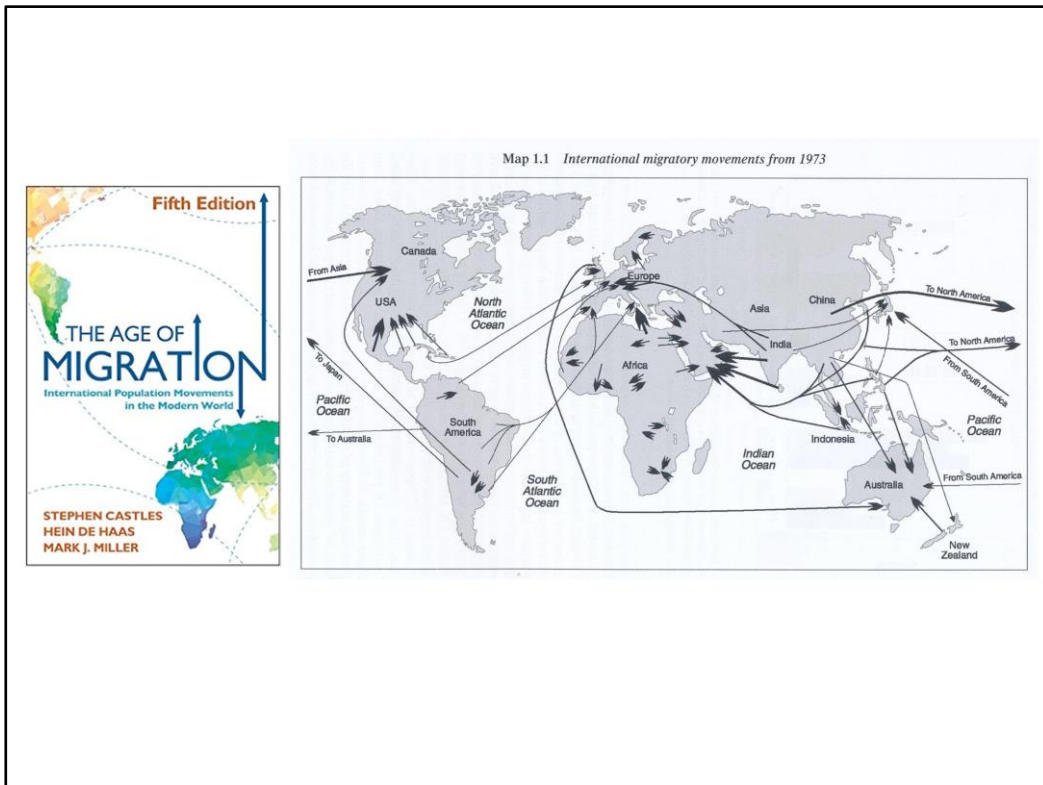 Fifth Edition
THE AGE OF
MIGRATION
International Population Movements
in the Modern World
STEPHEN CASTLES
HEIN DE HAAS
MARK J. MILLER
Map 1.1 International migratory movements from 1973
Canada
From Asia
USA
North
Atlantic
Ocean
Europe
Asia
China
To North America
India
To North America
Africa
To Japan
From South America
Pacific
Ocean
South
America
To Australia
Pacific
Ocean
Indonesia
Indian
Ocean
South
Atlantic
Ocean
Australia
From South America
New
Zealand